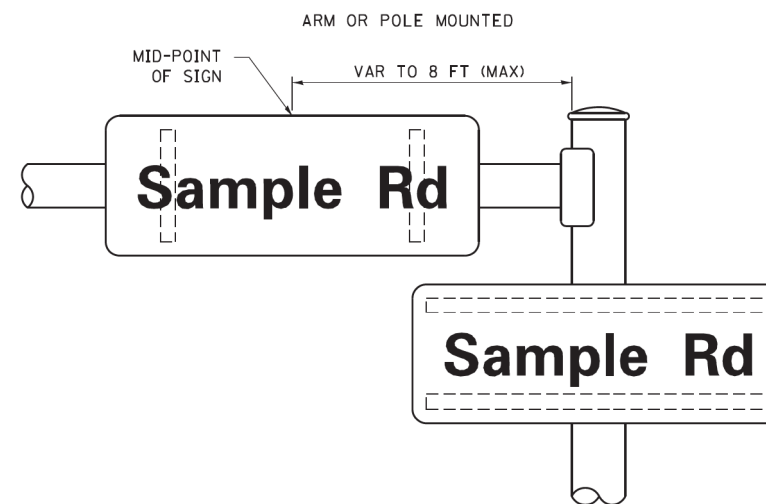 ARM OR POLE MOUNTED
MID-POINT
OF SIGN
VAR TO 8 FT (MAX)
Sample Rd
Sample Rd